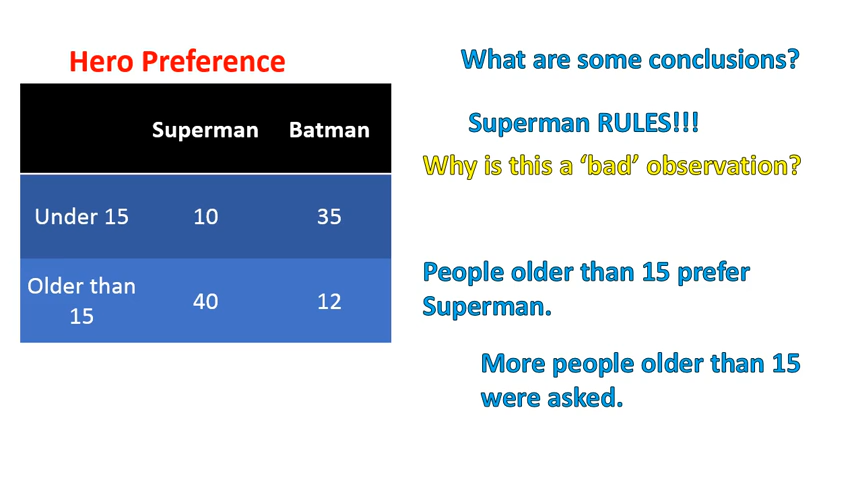 Hero Preference
What are some conclusions?
Superman Batman
Superman RULES!!!
Why is this a ‘bad’ observation?
Under 15 10 35
Older than
15 40 12
People older than 15 prefer
Superman.
More people older than 15
were asked.